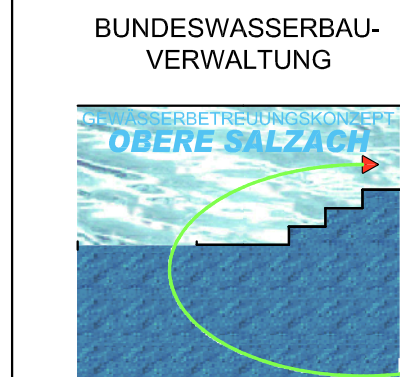 BUNDESWASSERBAU-
VERWALTUNG
GEWÄSSERBETREUUNGSKONZEPT
OBERE SALZACH